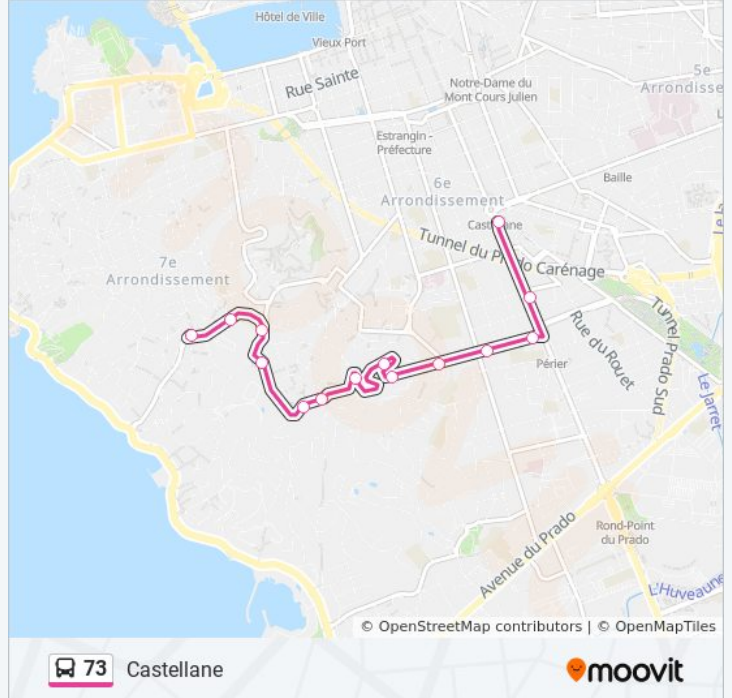 Hôtel de Ville
Vieux Port
Rue Sainte
Notre-Dame du
Mont Cours Julien
5e
Arrondisse
Estrangin -
Préfecture
6e
Arrondissement
Baille
Castellane
7e
Arrondissement
Tunnel du Prado Carénage
Tunnel Prado Sud
Rue du Rouet
Périer
Le Jarret
Rond-Point
du Prado
Avenue du Prado
L'Huveaune
© OpenStreetMap contributors | © OpenMapTiles
73 Castellane
moovit